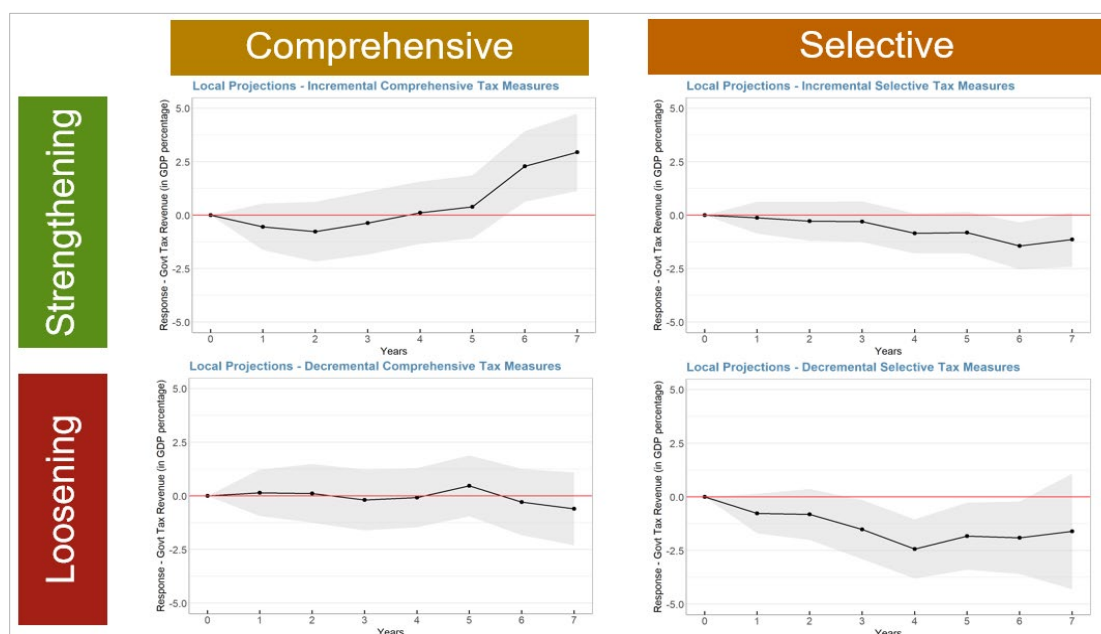 Comprehensive
Selective
Strengthening
Local Projections - Incremental Comprehensive Tax Measures
Response - Govt Tax Revenue (in GDP percentage)
5.0
2.5
0.0
-2.5
-5.0
0 1 2 3 4 5 6 7
Years
Local Projections - Incremental Selective Tax Measures
Response - Govt Tax Revenue (in GDP percentage)
5.0
2.5
0.0
-2.5
-5.0
0 1 2 3 4 5 6 7
Years
Loosening
Local Projections - Decremental Comprehensive Tax Measures
Response - Govt Tax Revenue (in GDP percentage)
5.0
2.5
0.0
-2.5
-5.0
0 1 2 3 4 5 6 7
Years
Local Projections - Decremental Selective Tax Measures
Response - Govt Tax Revenue (in GDP percentage)
5.0
2.5
0.0
-2.5
-5.0
0 1 2 3 4 5 6 7
Years